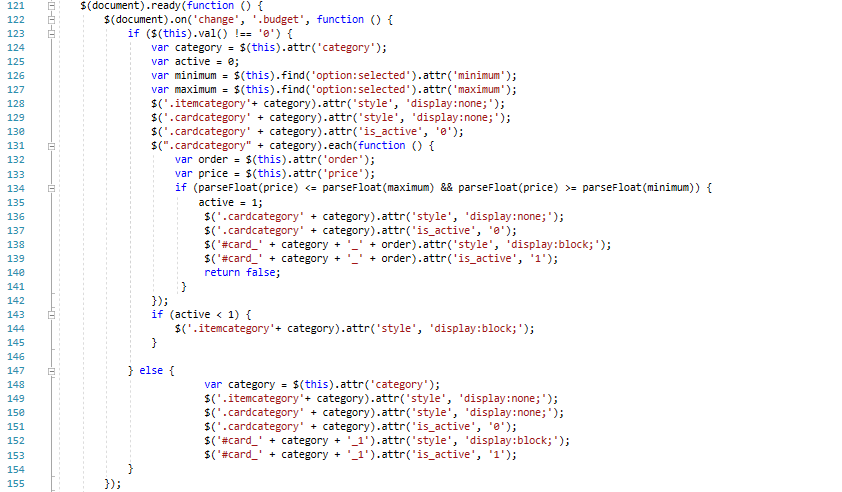 121 $(document).ready(function () {
122 $(document).on('change', '.budget', function () {
123 if ($(this).val() !== '0') {
124 var category = $(this).attr('category');
125 var active = 0;
126 var minimum = $(this).find('option:selected').attr('minimum');
127 var maximum = $(this).find('option:selected').attr('maximum');
128 $('.itemcategory'+ category).attr('style', 'display:none;');
129 $('.cardcategory' + category).attr('style', 'display:none;');
130 $('.cardcategory' + category).attr('is_active', '0');
131 $(".cardcategory" + category).each(function () {
132 var order = $(this).attr('order');
133 var price = $(this).attr('price');
134 if (parseFloat(price) <= parseFloat(maximum) && parseFloat(price) >= parseFloat(minimum)) {
135 active = 1;
136 $('.cardcategory' + category).attr('style', 'display:none;');
137 $('.cardcategory' + category).attr('is_active', '0');
138 $('#card_' + category + '_' + order).attr('style', 'display:block;');
139 $('#card_' + category + '_' + order).attr('is_active', '1');
140 return false;
141 }
142 });
143 if (active < 1) {
144 $('.itemcategory'+ category).attr('style', 'display:block;');
145 }
146
147 } else {
148 var category = $(this).attr('category');
149 $('.itemcategory'+ category).attr('style', 'display:none;');
150 $('.cardcategory' + category).attr('style', 'display:none;');
151 $('.cardcategory' + category).attr('is_active', '0');
152 $('#card_' + category + '_1').attr('style', 'display:block;');
153 $('#card_' + category + '_1').attr('is_active', '1');
154 }
155 });